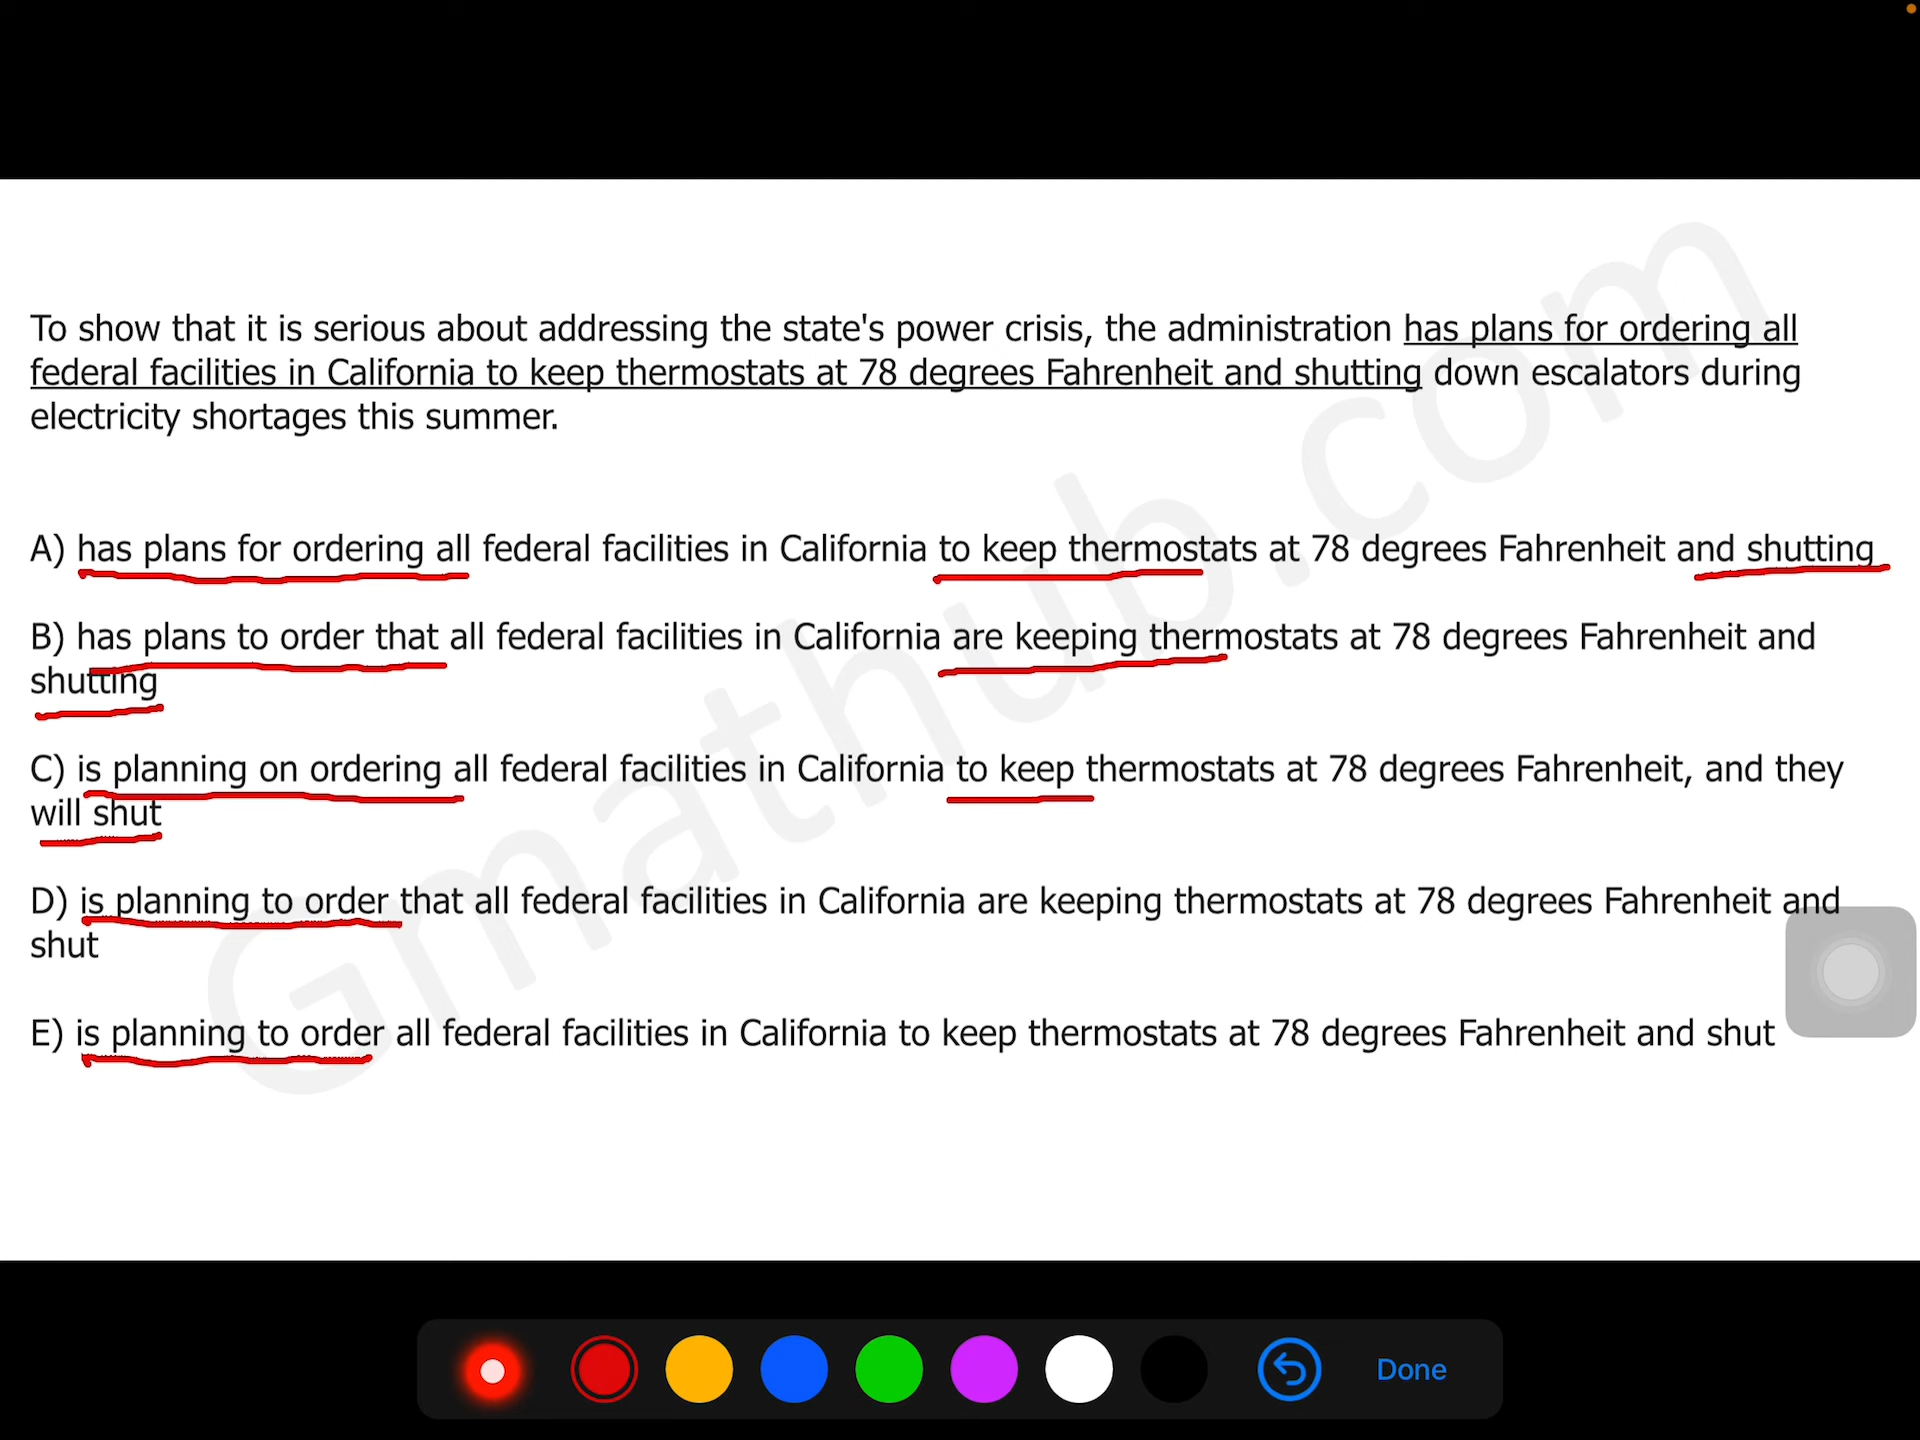 To show that it is serious about addressing the state's power crisis, the administration has plans for ordering all
federal facilities in California to keep thermostats at 78 degrees Fahrenheit and shutting down escalators during
electricity shortages this summer.
A) has plans for ordering all federal facilities in California to keep thermostats at 78 degrees Fahrenheit and shutting
B) has plans to order that all federal facilities in California are keeping thermostats at 78 degrees Fahrenheit and
shutting
C) is planning on ordering all federal facilities in California to keep thermostats at 78 degrees Fahrenheit, and they
will shut
D) is planning to order that all federal facilities in California are keeping thermostats at 78 degrees Fahrenheit and
shut
E) is planning to order all federal facilities in California to keep thermostats at 78 degrees Fahrenheit and shut
Gmathub.com
Done